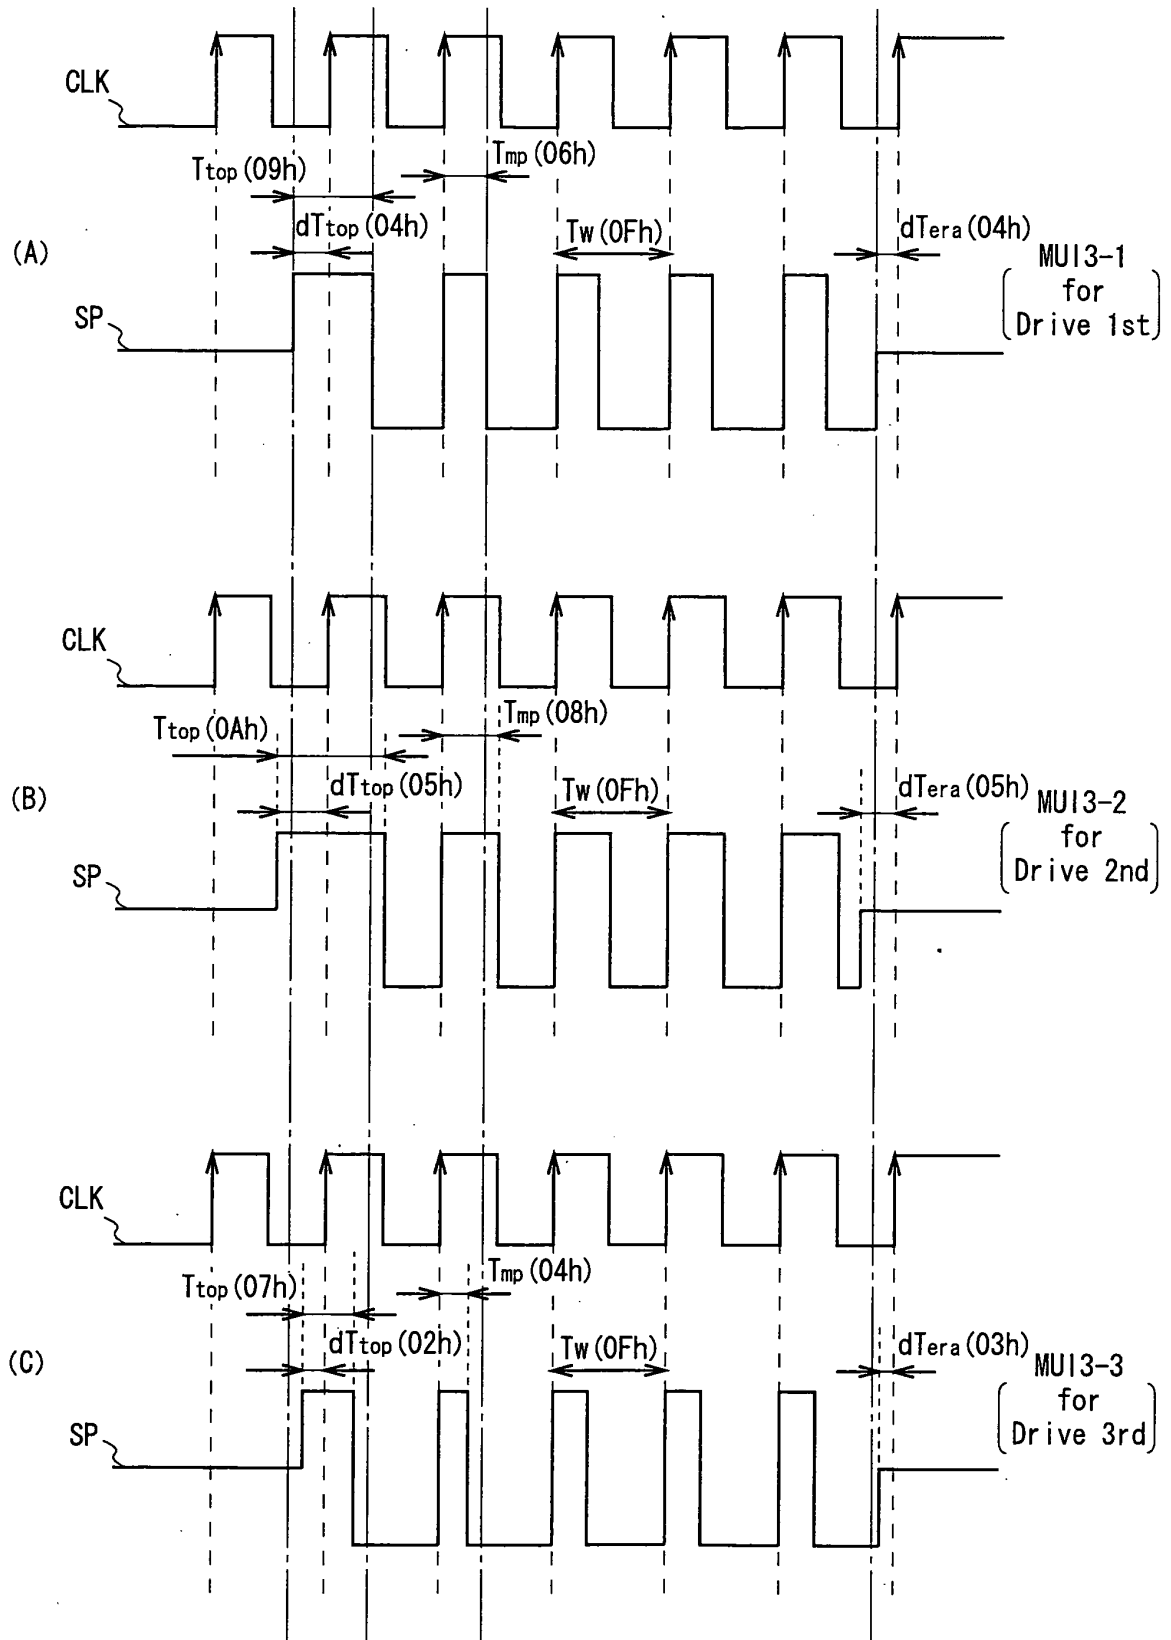 CLK
Ttop(09h)
Tmp(06h)
dTtop(04h)
Tw(0Fh)
dTera(04h)
(A)
MUI3-1
for
Drive 1st
SP
CLK
Ttop(0Ah)
Tmp(08h)
dTtop(05h)
Tw(0Fh)
dTera(05h)
(B)
MUI3-2
for
Drive 2nd
SP
CLK
Ttop(07h)
Tmp(04h)
dTtop(02h)
Tw(0Fh)
dTera(03h)
(C)
MUI3-3
for
Drive 3rd
SP